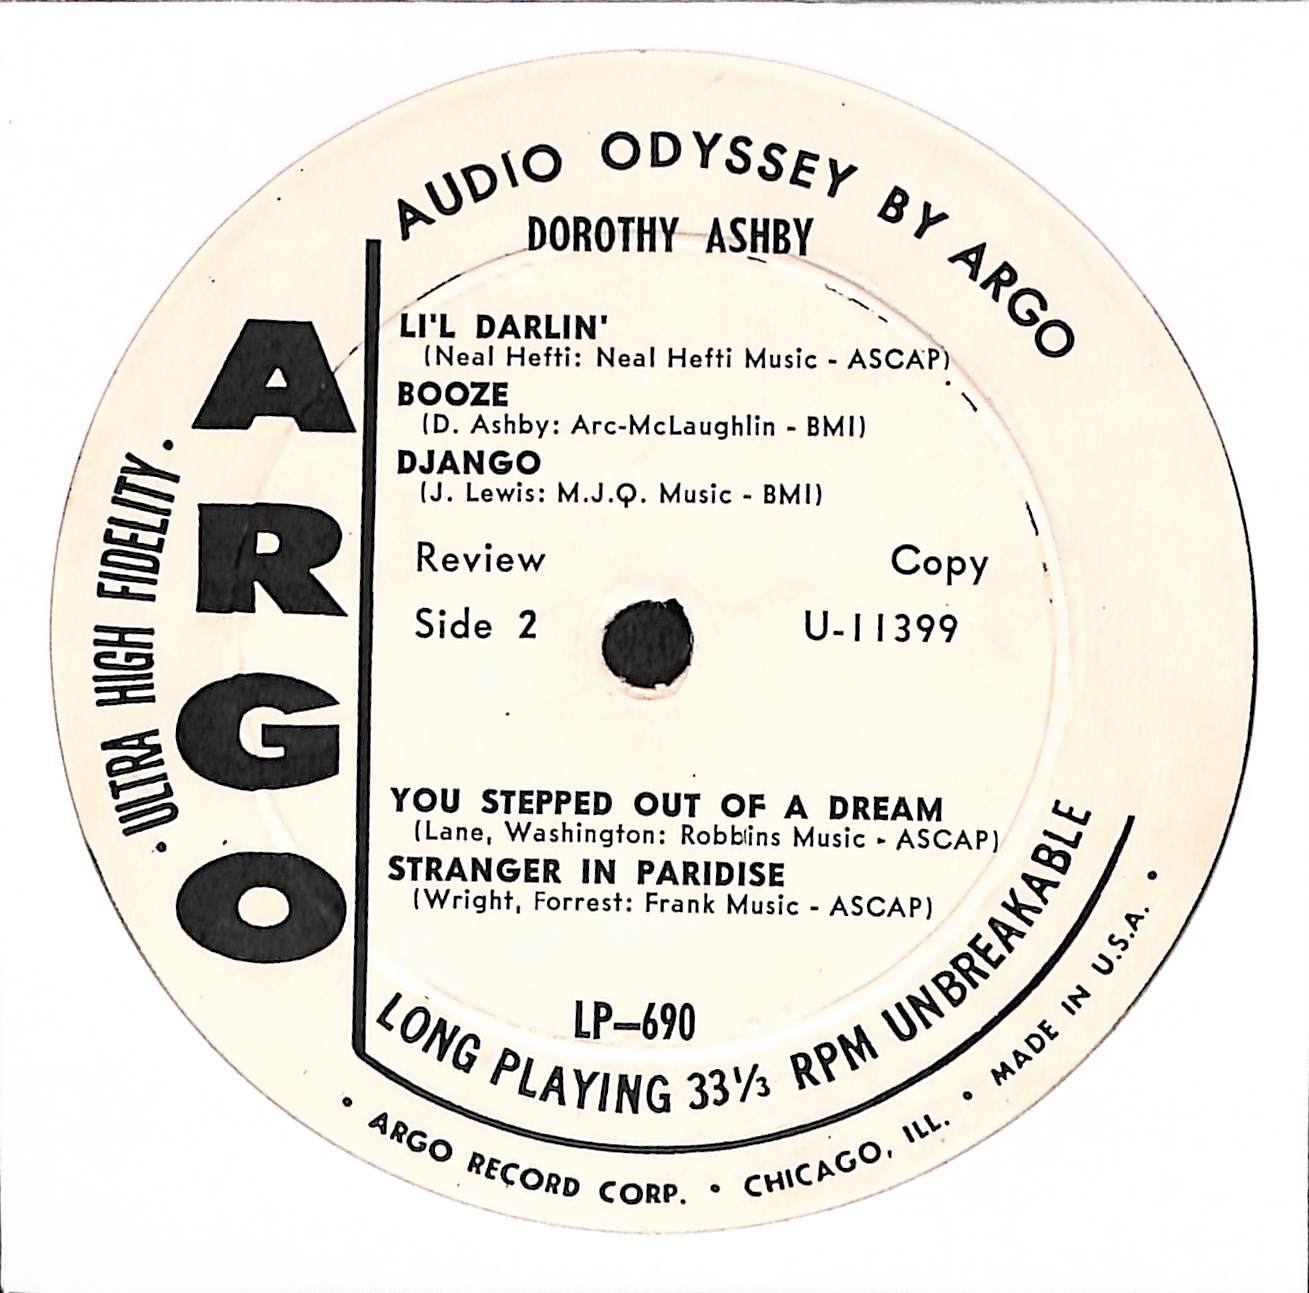 AUDIO ODYSSEY BY ARGO
DOROTHY ASHBY
ARGO
• ULTRA HIGH FIDELITY •
LI'L DARLIN'
(Neal Hefti: Neal Hefti Music - ASCAP)
BOOZE
(D. Ashby: Arc-McLaughlin - BMI)
DJANGO
(J. Lewis: M.J.Q. Music - BMI)
Review Copy
Side 2 U-11399
YOU STEPPED OUT OF A DREAM
(Lane, Washington: Robbins Music - ASCAP)
STRANGER IN PARIDISE
(Wright, Forrest: Frank Music - ASCAP)
LP-690
LONG PLAYING 33⅓ RPM UNBREAKABLE
• ARGO RECORD CORP. • CHICAGO, ILL. • MADE IN U.S.A. •